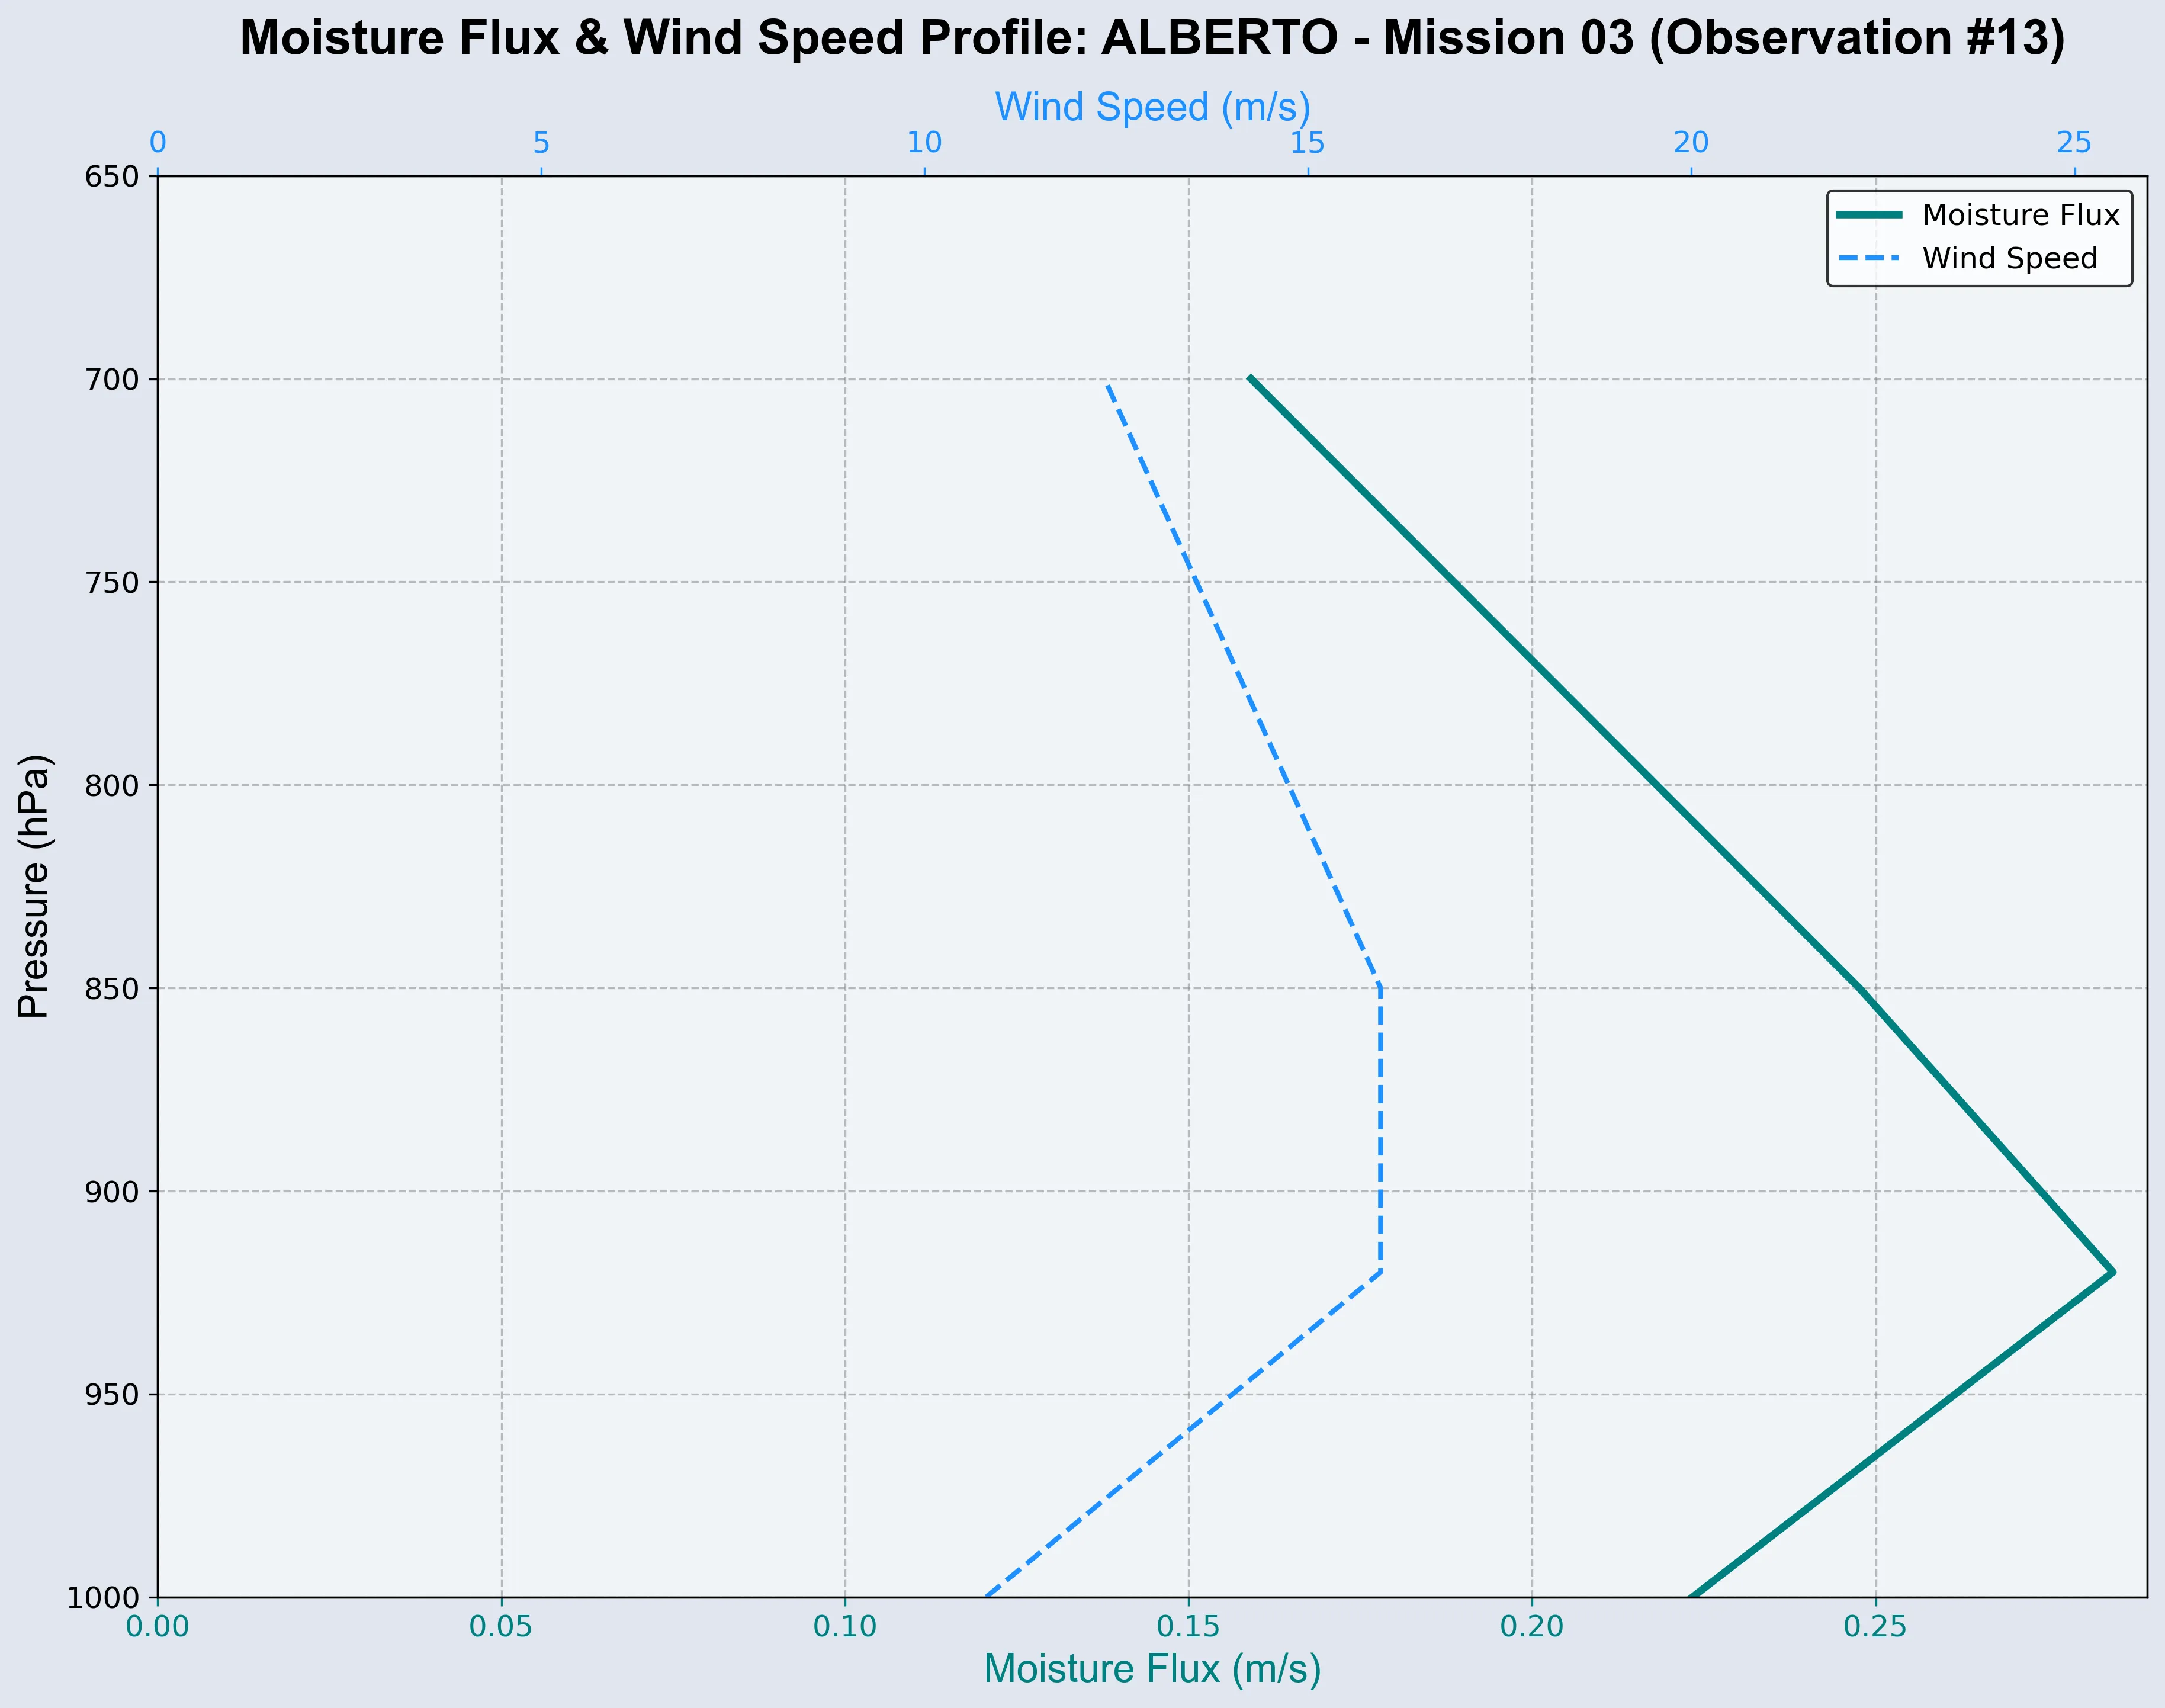 Moisture Flux & Wind Speed Profile: ALBERTO - Mission 03 (Observation #13)
Wind Speed (m/s)
0 5 10 15 20 25
Moisture Flux
Wind Speed
Pressure (hPa)
650
700
750
800
850
900
950
1000
0.00 0.05 0.10 0.15 0.20 0.25
Moisture Flux (m/s)